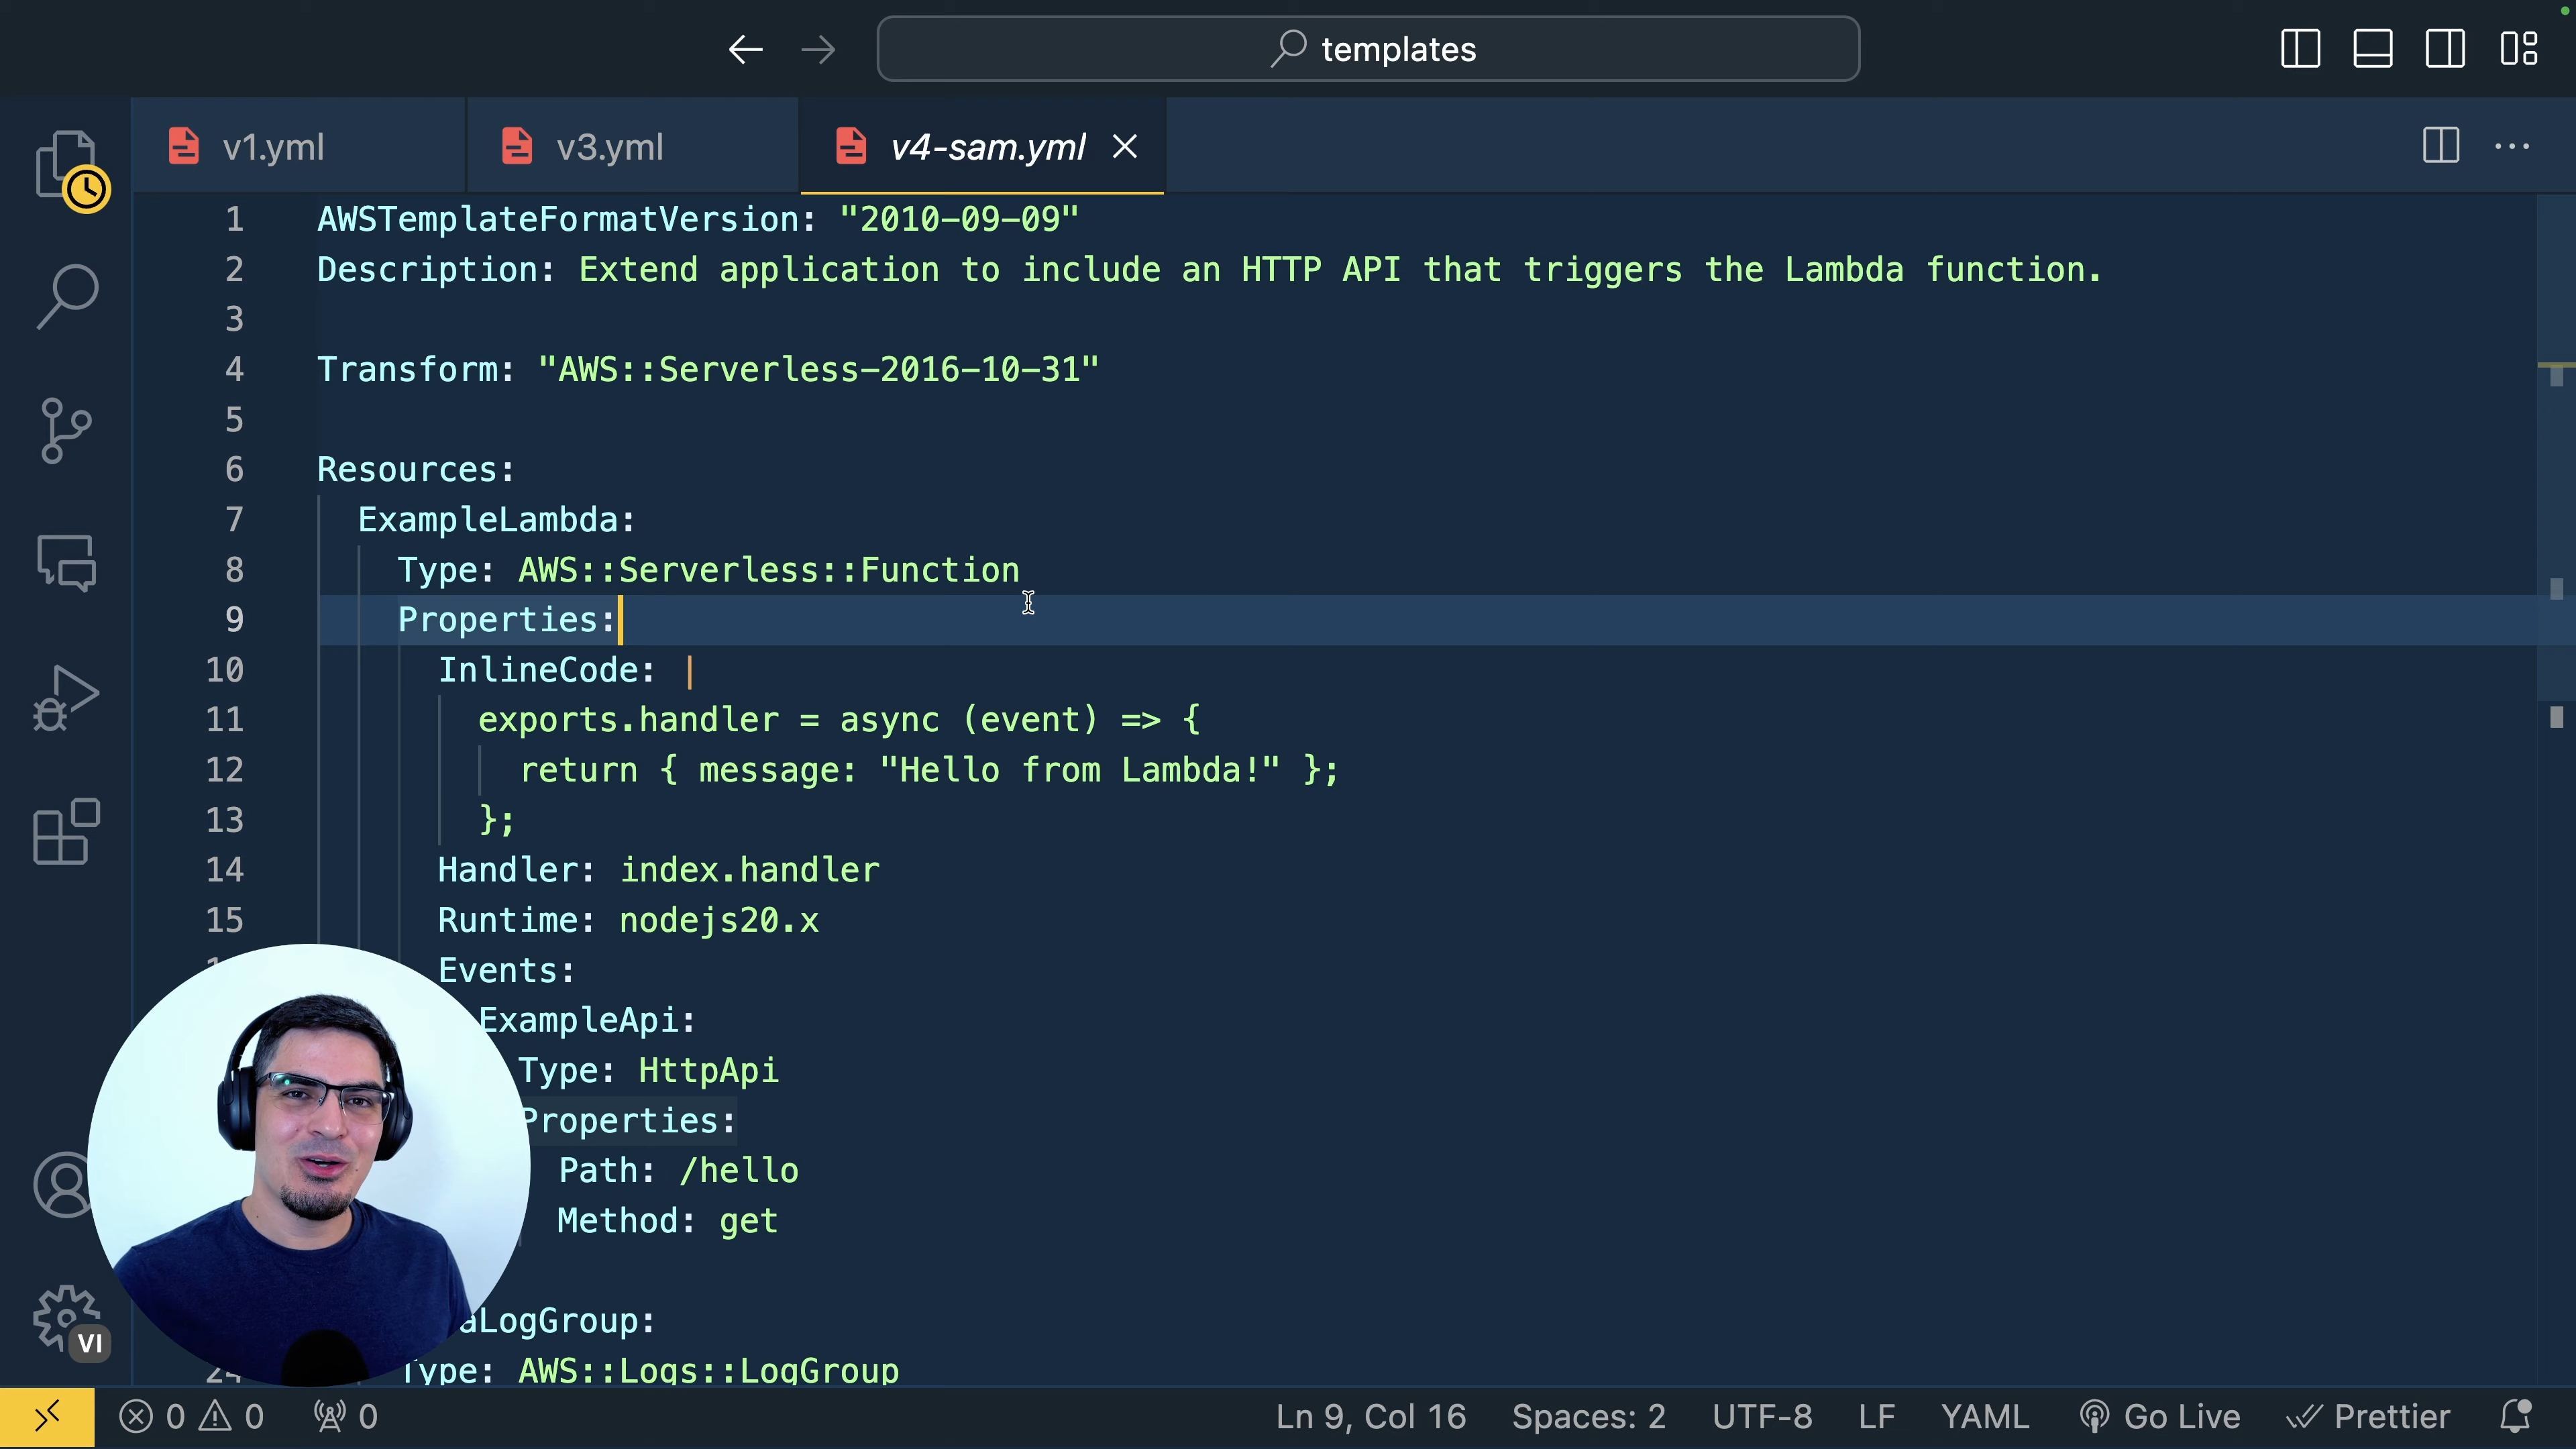 templates
v1.yml
v3.yml
v4-sam.yml
1 AWSTemplateFormatVersion: "2010-09-09"
2 Description: Extend application to include an HTTP API that triggers the Lambda function.
3
4 Transform: "AWS::Serverless-2016-10-31"
5
6 Resources:
7 ExampleLambda:
8 Type: AWS::Serverless::Function
9 Properties:
10 InlineCode: |
11 exports.handler = async (event) => {
12 return { message: "Hello from Lambda!" };
13 };
14 Handler: index.handler
15 Runtime: nodejs20.x
Events:
ExampleApi:
Type: HttpApi
Properties:
Path: /hello
Method: get
aLogGroup:
Type: AWS::Logs::LogGroup
VI
0 0 0
Ln 9, Col 16 Spaces: 2 UTF-8 LF YAML Go Live Prettier